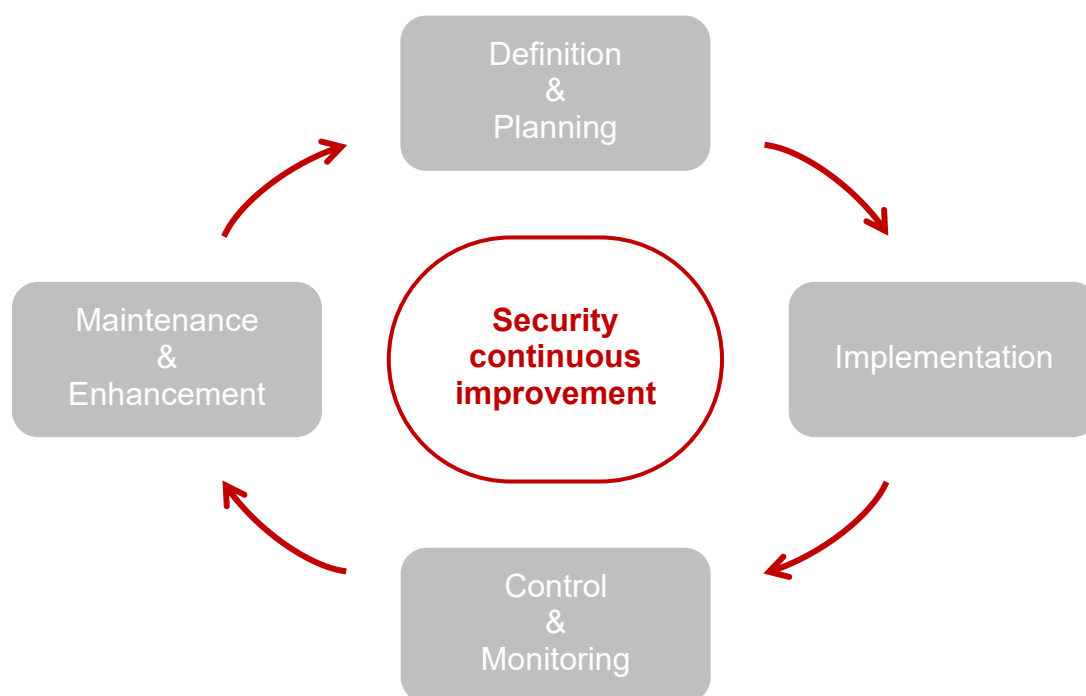 Definition
&
Planning
Maintenance
&
Enhancement
Security
continuous
improvement
Implementation
Control
&
Monitoring